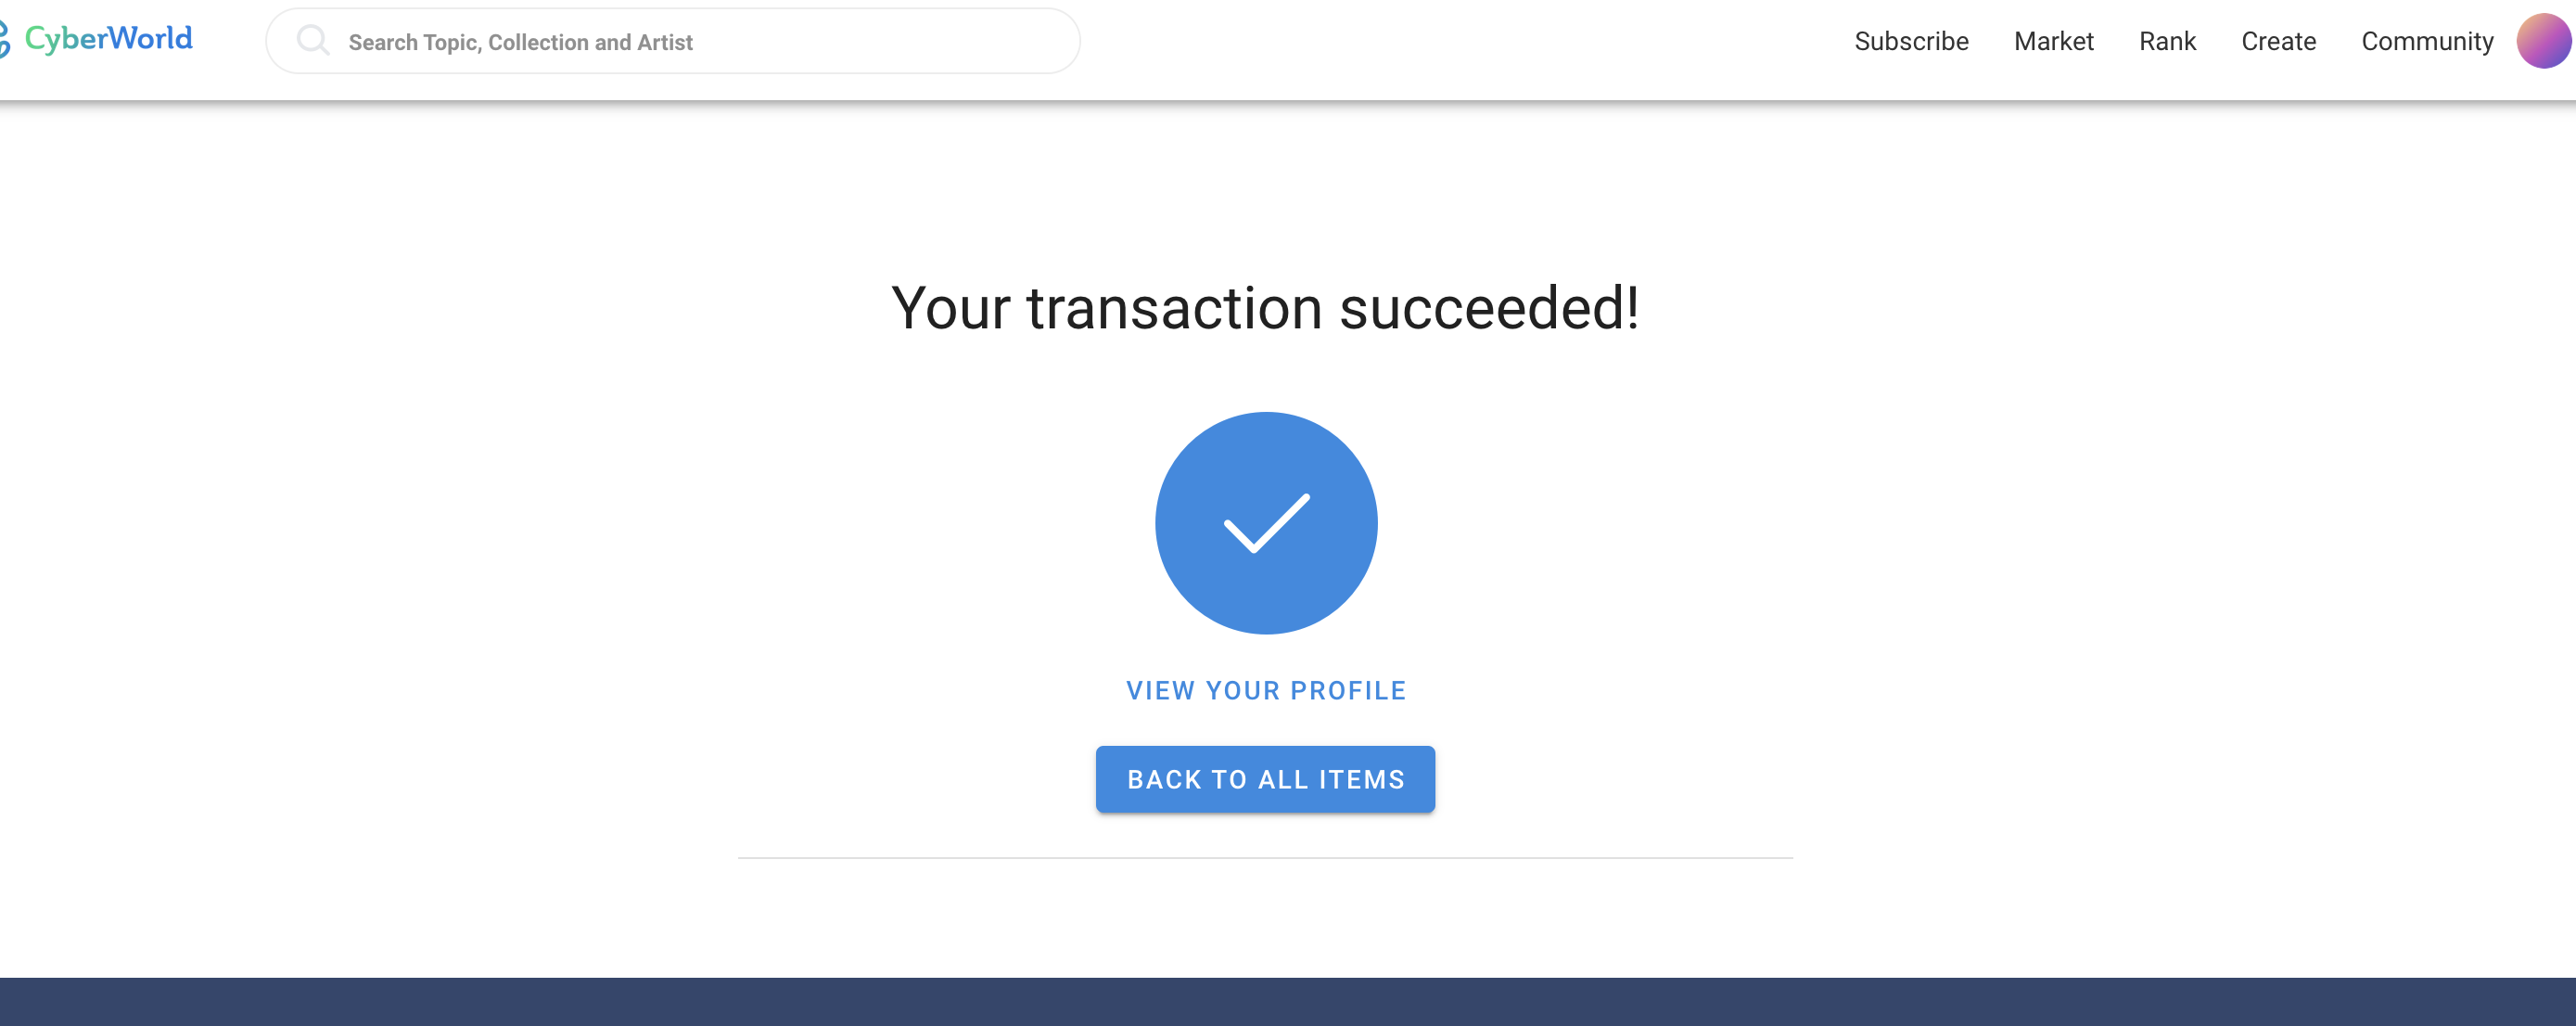 CyberWorld
Search Topic, Collection and Artist
Subscribe
Market
Rank
Create
Community
Your transaction succeeded!
VIEW YOUR PROFILE
BACK TO ALL ITEMS